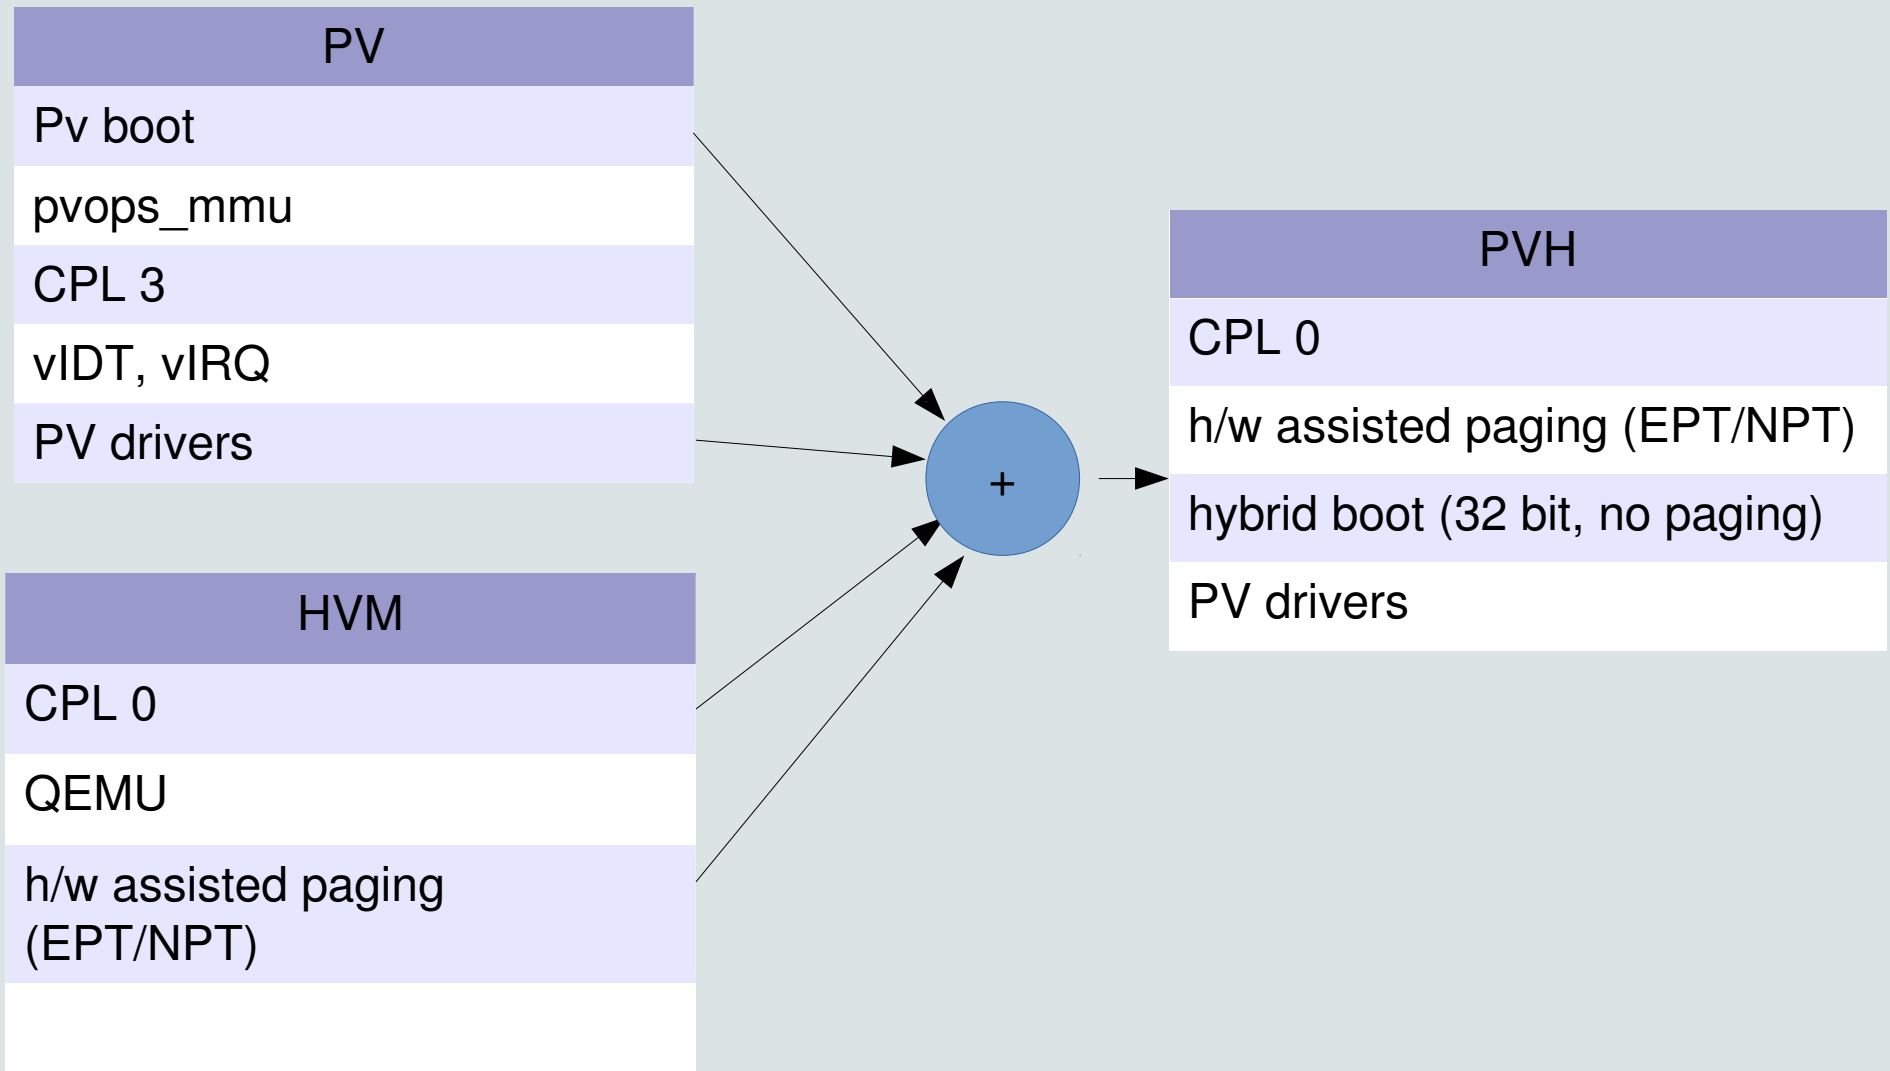 PV
Pv boot
pvops_mmu
CPL 3
vIDT, vIRQ
PV drivers
HVM
CPL 0
QEMU
h/w assisted paging
(EPT/NPT)
+
PVH
CPL 0
h/w assisted paging (EPT/NPT)
hybrid boot (32 bit, no paging)
PV drivers